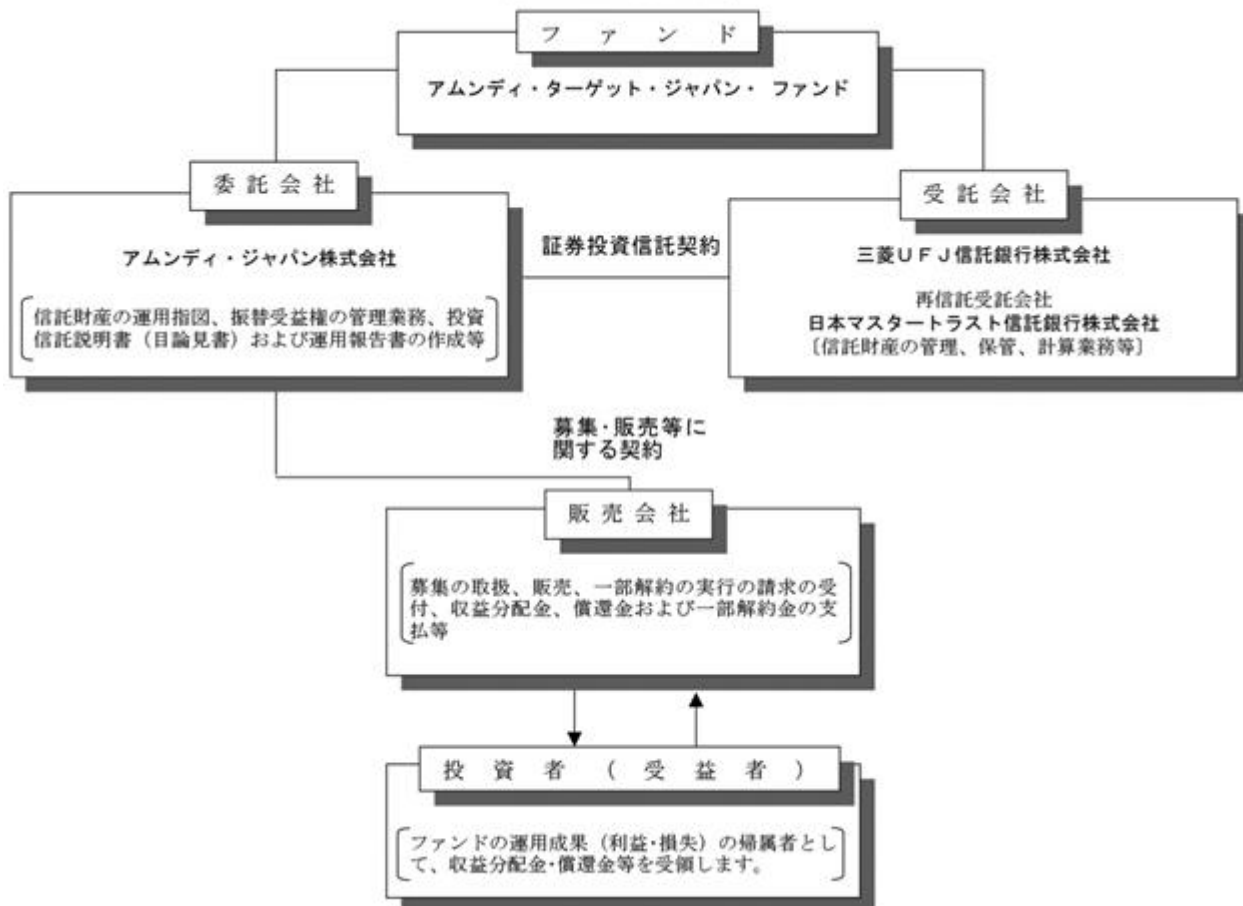 ファンド
アムンディ・ターゲット・ジャパン・ ファンド
委託会社
アムンディ・ジャパン株式会社
信託財産の運用指図、振替受益権の管理業務、投資
信託説明書(目論見書)および運用報告書の作成等
証券投資信託契約
受託会社
三菱UFJ信託銀行株式会社
再信託受託会社
日本マスタートラスト信託銀行株式会社
〔信託財産の管理、保管、計算業務等〕
募集・販売等に
関する契約
販売会社
募集の取扱、販売、一部解約の実行の請求の受
付、収益分配金、償還金および一部解約金の支
払等
投資者(受益者)
ファンドの運用成果(利益・損失)の帰属者とし
て、収益分配金・償還金等を受領します。